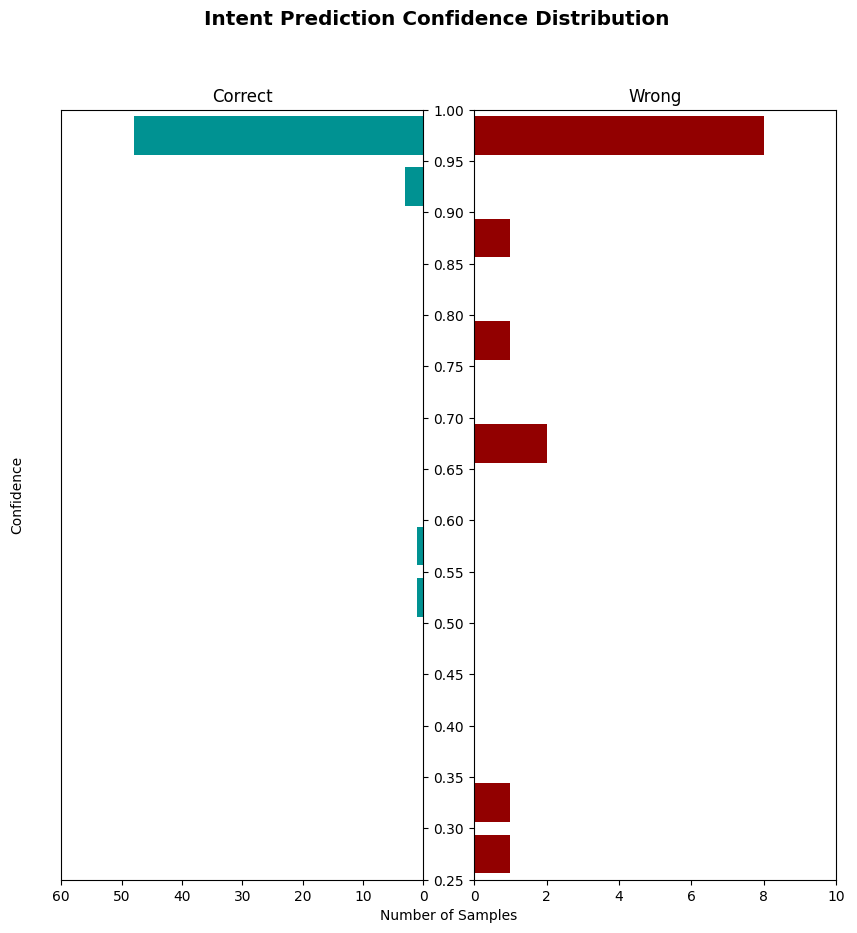 Intent Prediction Confidence Distribution
Correct
Wrong
1.00
0.95
0.90
0.85
0.80
0.75
0.70
0.65
0.60
0.55
0.50
0.45
0.40
0.35
0.30
0.25
Confidence
60 50 40 30 20 10 0
0 2 4 6 8 10
Number of Samples